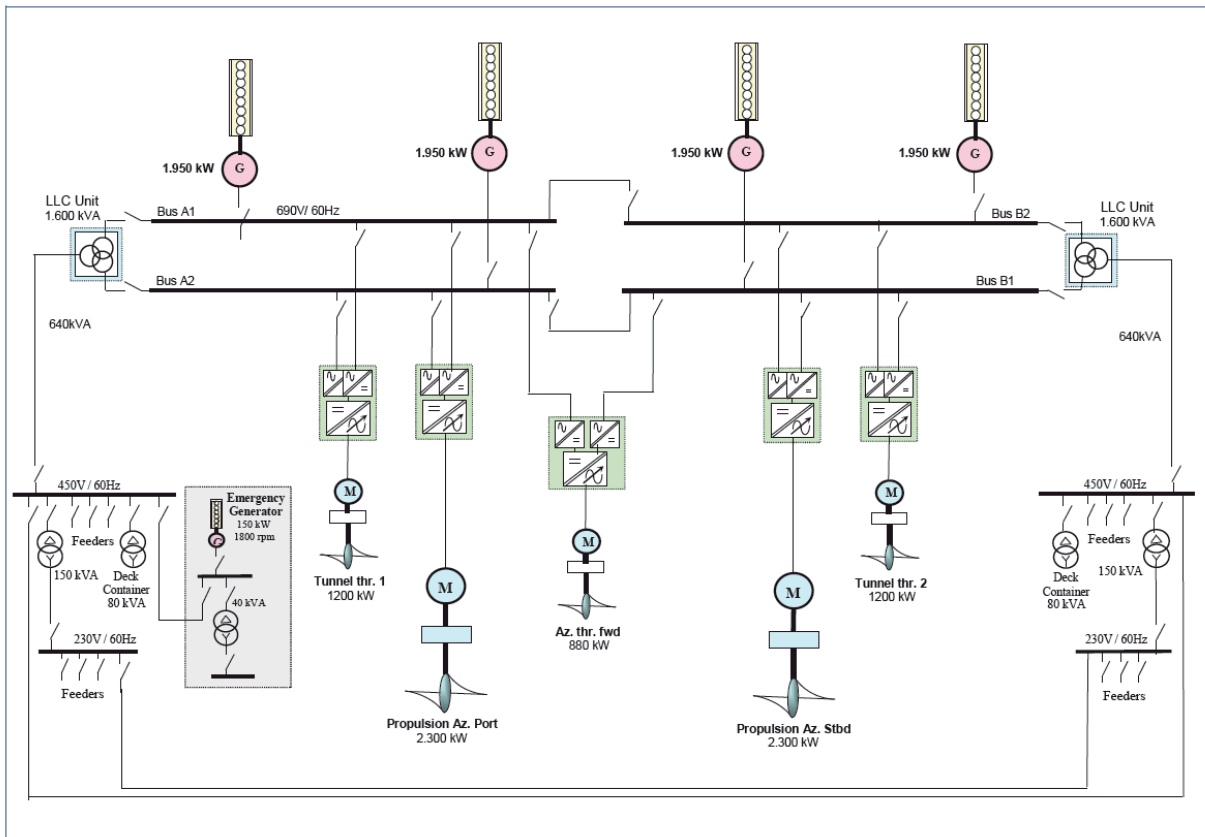 1.950 kW
G
1.950 kW
G
1.950 kW
G
1.950 kW
G
LLC Unit
1.600 kVA
Bus A1
690V/ 60Hz
Bus B2
LLC Unit
1.600 kVA
Bus A2
Bus B1
640kVA
640kVA
450V / 60Hz
Feeders
150 kVA
Deck
Container
80 kVA
230V / 60Hz
Feeders
Emergency
Generator
150 kW
1800 rpm
G
40 kVA
M
Tunnel thr. 1
1200 kW
M
Propulsion Az. Port
2.300 kW
M
Az. thr. fwd
880 kW
M
Propulsion Az. Stbd
2.300 kW
M
Tunnel thr. 2
1200 kW
450V / 60Hz
Feeders
Deck
Container
80 kVA
150 kVA
230V / 60Hz
Feeders